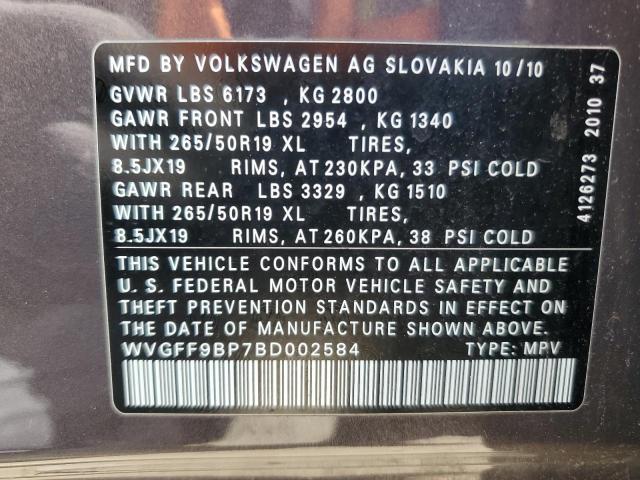 MFD BY VOLKSWAGEN AG SLOVAKIA 10/10
GVWR LBS 6173 , KG 2800
GAWR FRONT LBS 2954 , KG 1340
WITH 265/50R19 XL TIRES,
8.5JX19 RIMS, AT 230KPA, 33 PSI COLD
GAWR REAR LBS 3329 , KG 1510
WITH 265/50R19 XL TIRES,
8.5JX19 RIMS, AT 260KPA, 38 PSI COLD
THIS VEHICLE CONFORMS TO ALL APPLICABLE
U. S. FEDERAL MOTOR VEHICLE SAFETY AND
THEFT PREVENTION STANDARDS IN EFFECT ON
THE DATE OF MANUFACTURE SHOWN ABOVE.
WVGFF9BP7BD002584 TYPE: MPV
4126273 2010 37